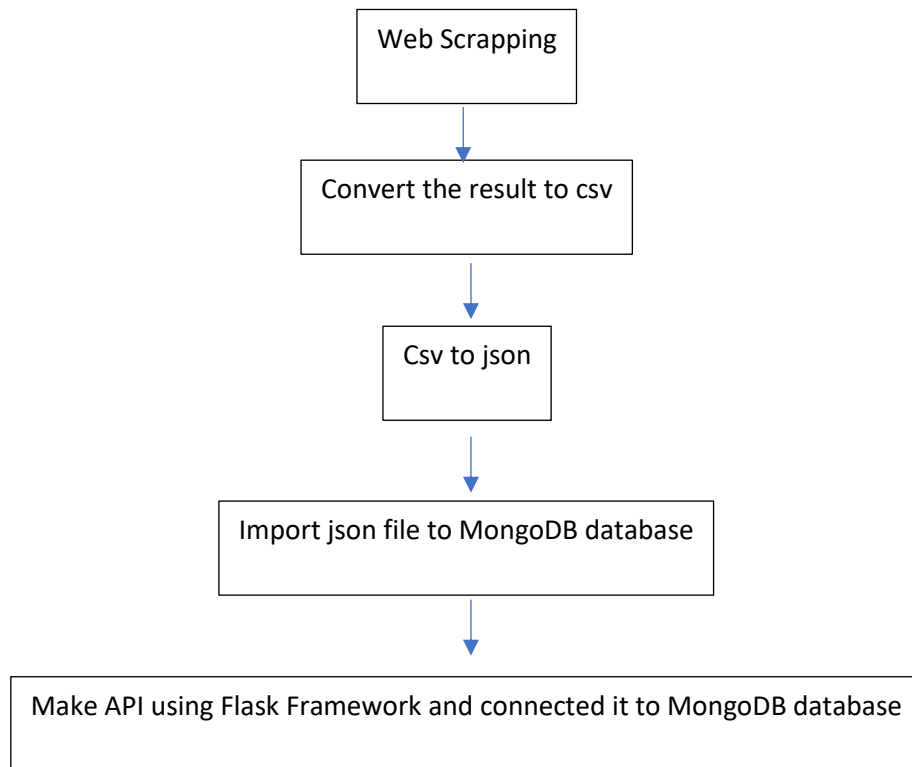 Web Scrapping
Convert the result to csv
Csv to json
Import json file to MongoDB database
Make API using Flask Framework and connected it to MongoDB database